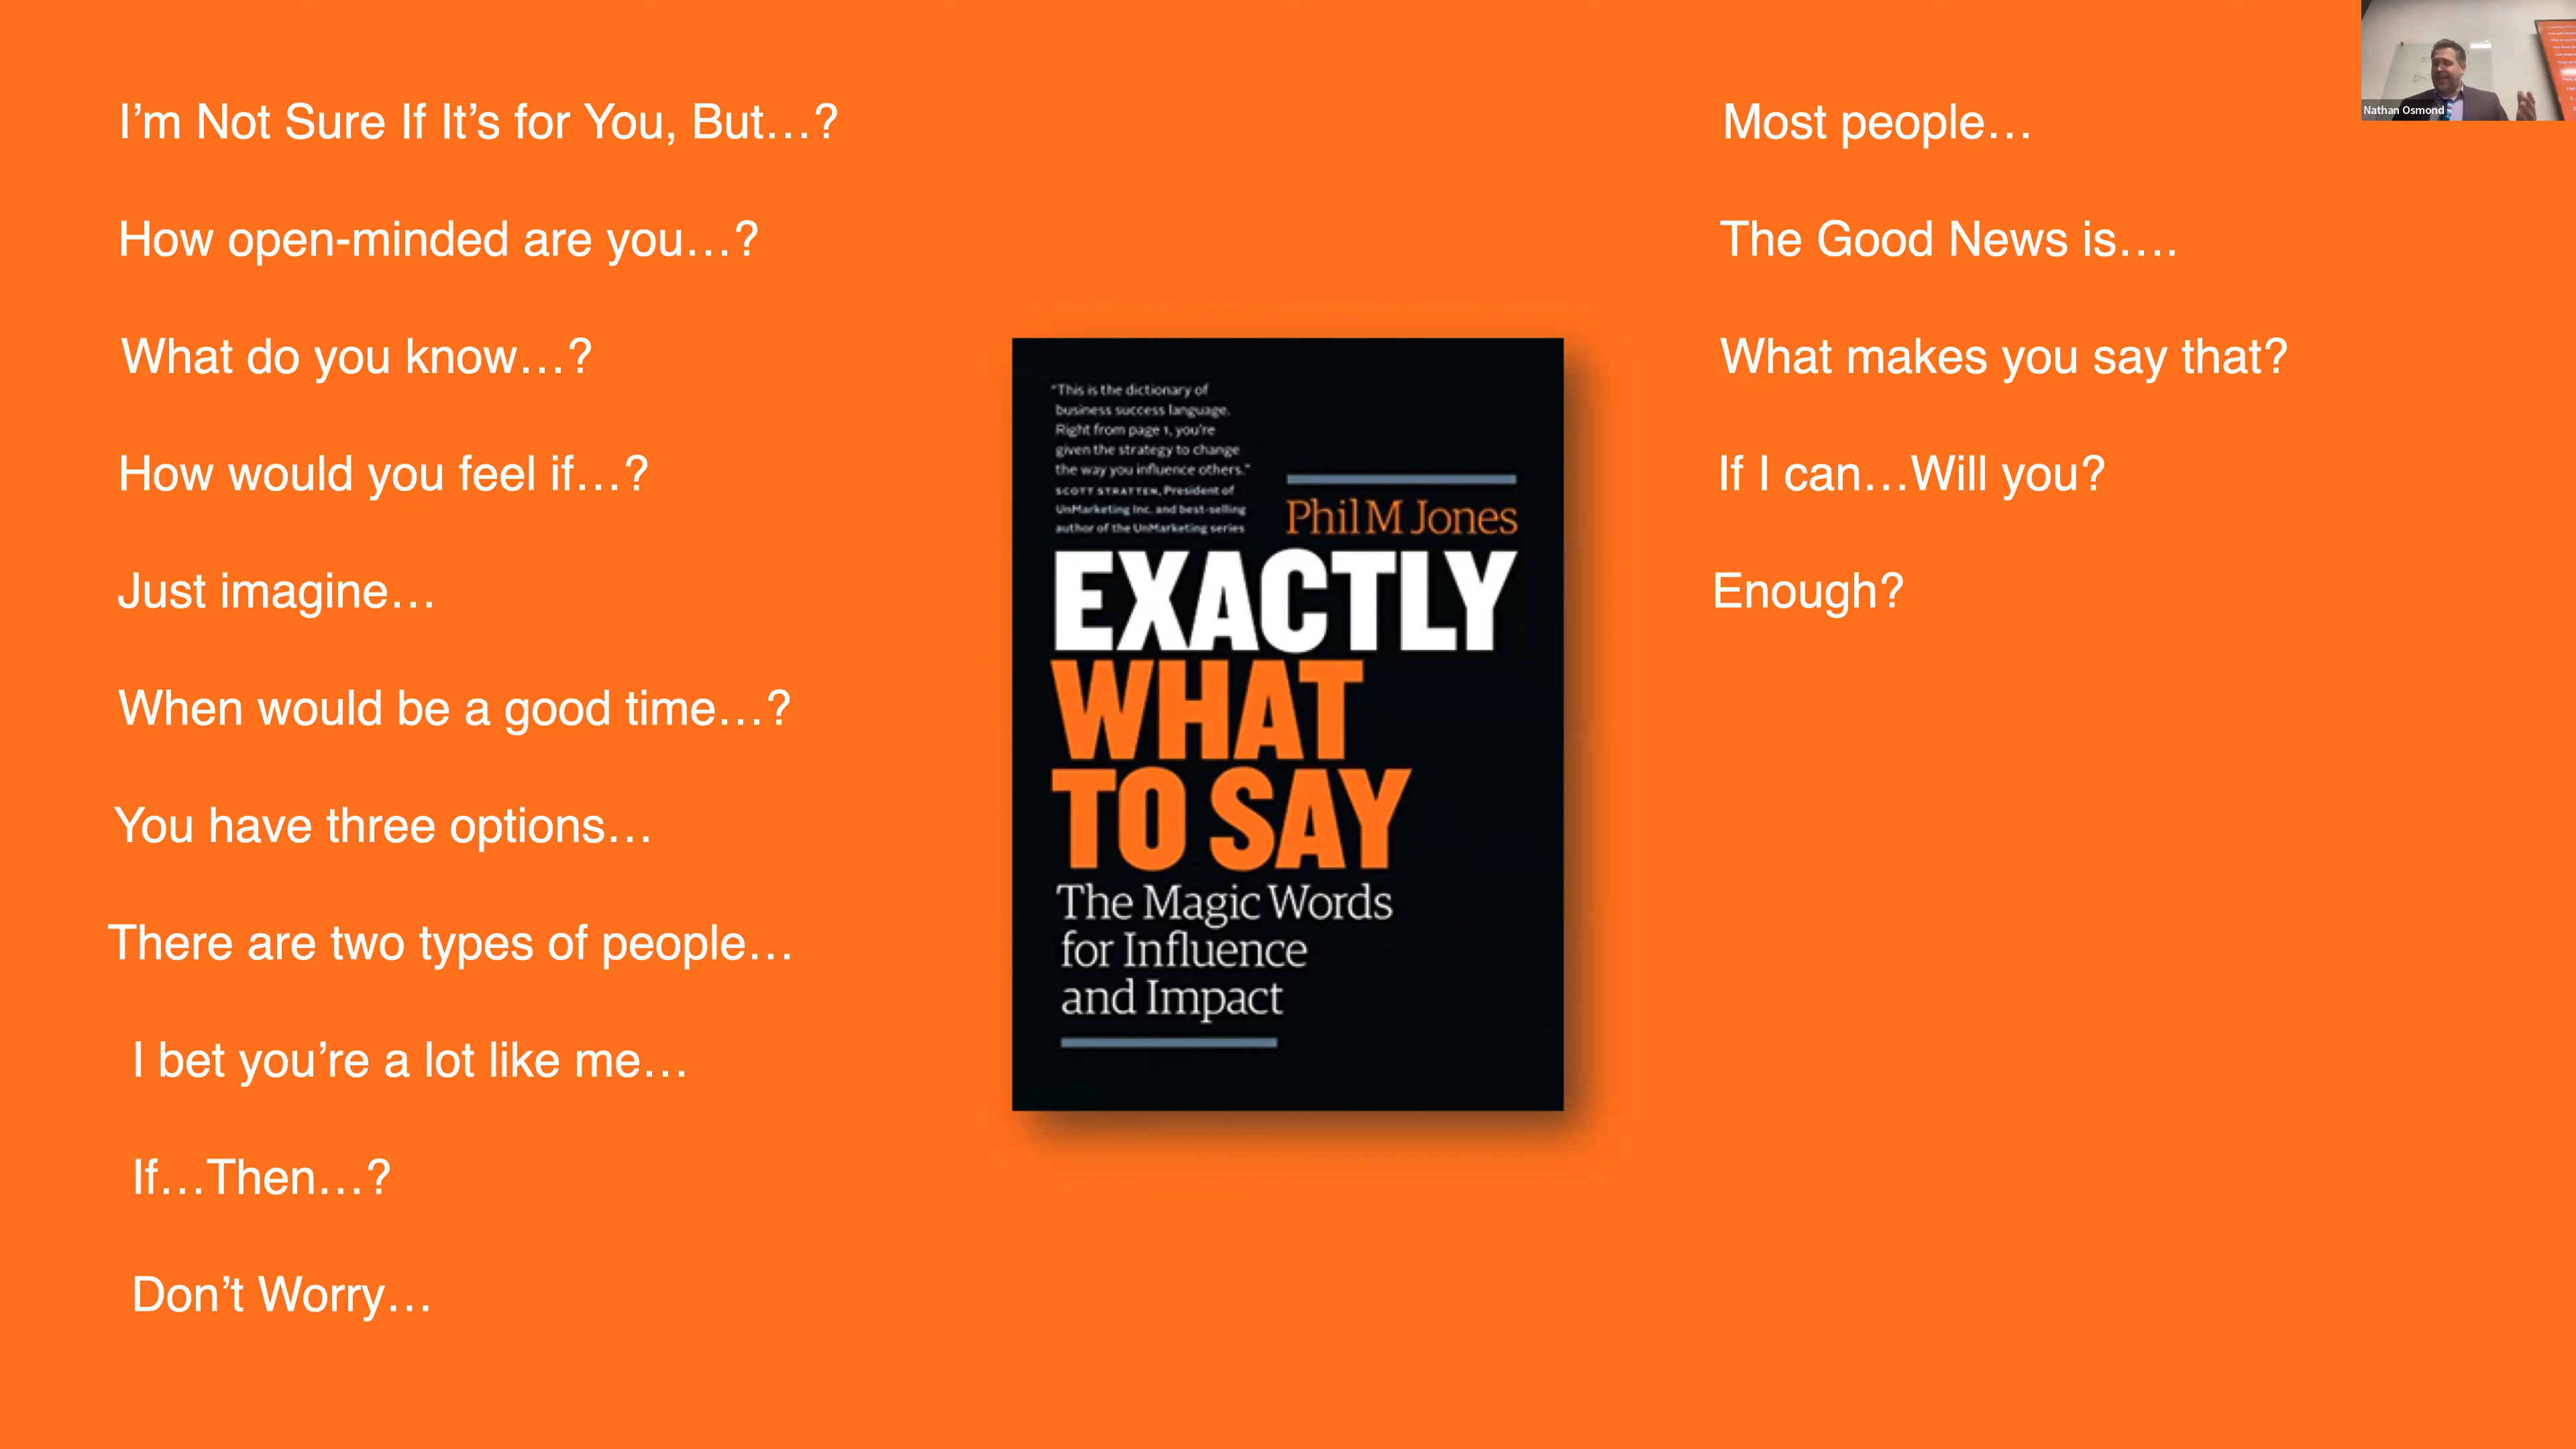 I’m Not Sure If It’s for You, But…?
How open-minded are you…?
What do you know…?
How would you feel if…?
Just imagine…
When would be a good time…?
You have three options…
There are two types of people…
I bet you’re a lot like me…
If…Then…?
Don’t Worry…
“This is the dictionary of
business success language.
Right from page 1, you’re
given the strategy to change
the way you influence others.”
SCOTT STRATTEN, President of
UnMarketing Inc. and best-selling
author of the UnMarketing series
Phil M Jones
EXACTLY
WHAT
TO SAY
The Magic Words
for Influence
and Impact
Most people…
The Good News is….
What makes you say that?
If I can…Will you?
Enough?
Nathan Osmond